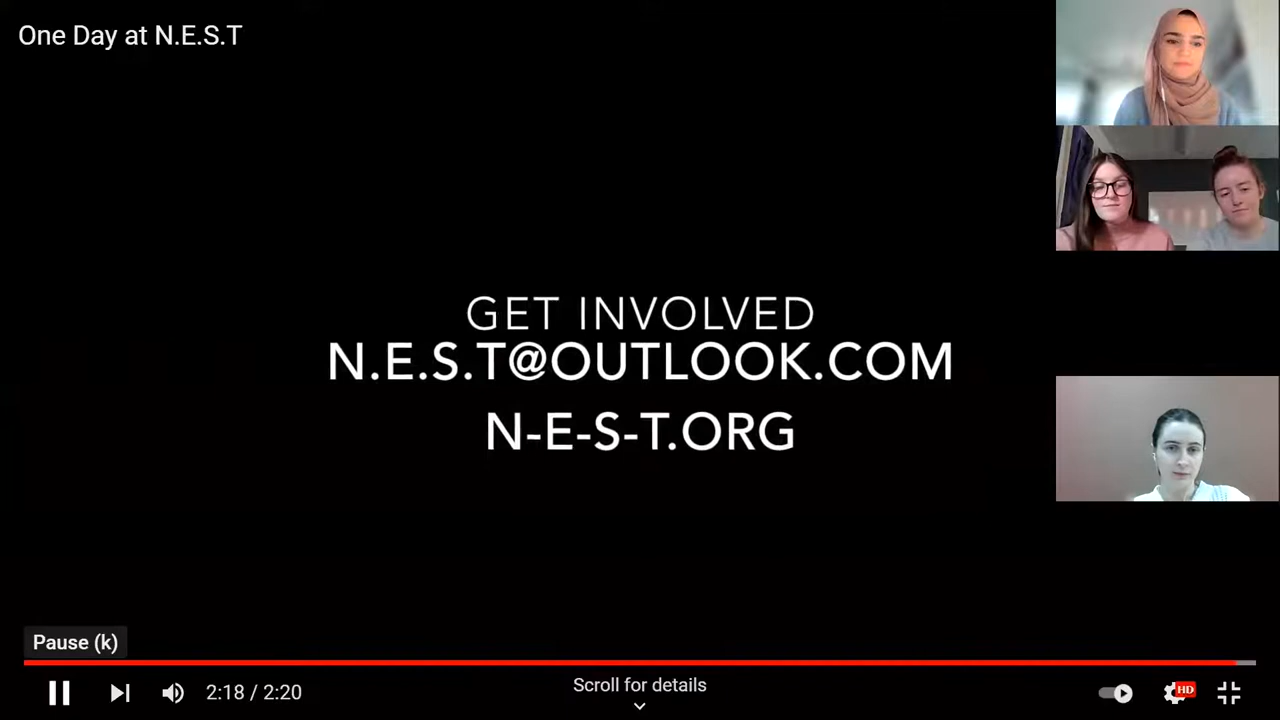 One Day at N.E.S.T
GET INVOLVED
N.E.S.T@OUTLOOK.COM
N-E-S-T.ORG
Pause (k)
2:18 / 2:20
Scroll for details
HD